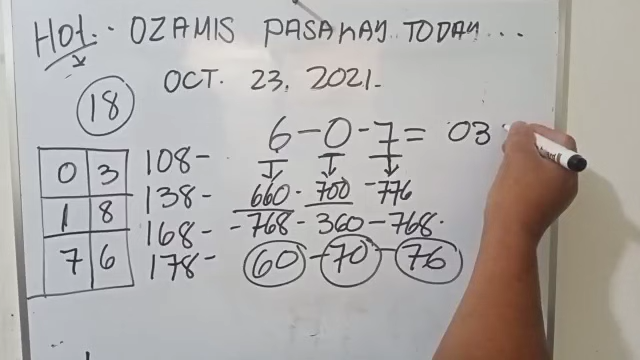 HOt.. OZAMIS PASAKAY TODAY...
OCT. 23, 2021.
18
6-0-7= 03
0 3 108-
1 8 138- 660- 700 -776
168- -768- 360-768.
7 6 178- 60-70-76